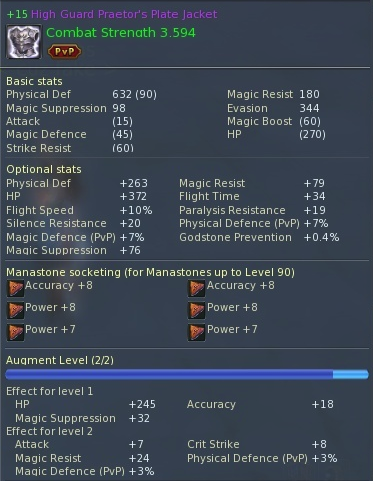 +15 High Guard Praetor's Plate Jacket
Combat Strength 3.594
PvP
Basic stats
Physical Def 632 (90) Magic Resist 180
Magic Suppression 98 Evasion 344
Attack (15) Magic Boost (60)
Magic Defence (45) HP (270)
Strike Resist (60)
Optional stats
Physical Def +263 Magic Resist +79
HP +372 Flight Time +34
Flight Speed +10% Paralysis Resistance +19
Silence Resistance +20 Physical Defence (PvP) +7%
Magic Defence (PvP) +7% Godstone Prevention +0.4%
Magic Suppression +76
Manastone socketing (for Manastones up to Level 90)
Accuracy +8 Accuracy +8
Power +8 Power +8
Power +7 Power +7
Augment Level (2/2)
Effect for level 1
HP +245 Accuracy +18
Magic Suppression +32
Effect for level 2
Attack +7 Crit Strike +8
Magic Resist +24 Physical Defence (PvP) +3%
Magic Defence (PvP) +3%